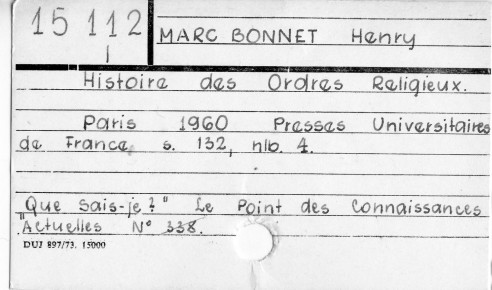 15 112
I
MARC BONNET Henry
Histoire des Ordres Religieux.
Paris 1960 Presses Universitaires
de France, s. 132, nlb. 4.
Que sais-je?" Le Point des Connaissances
"Actuelles N° 338.
DUJ 897/73. 15000